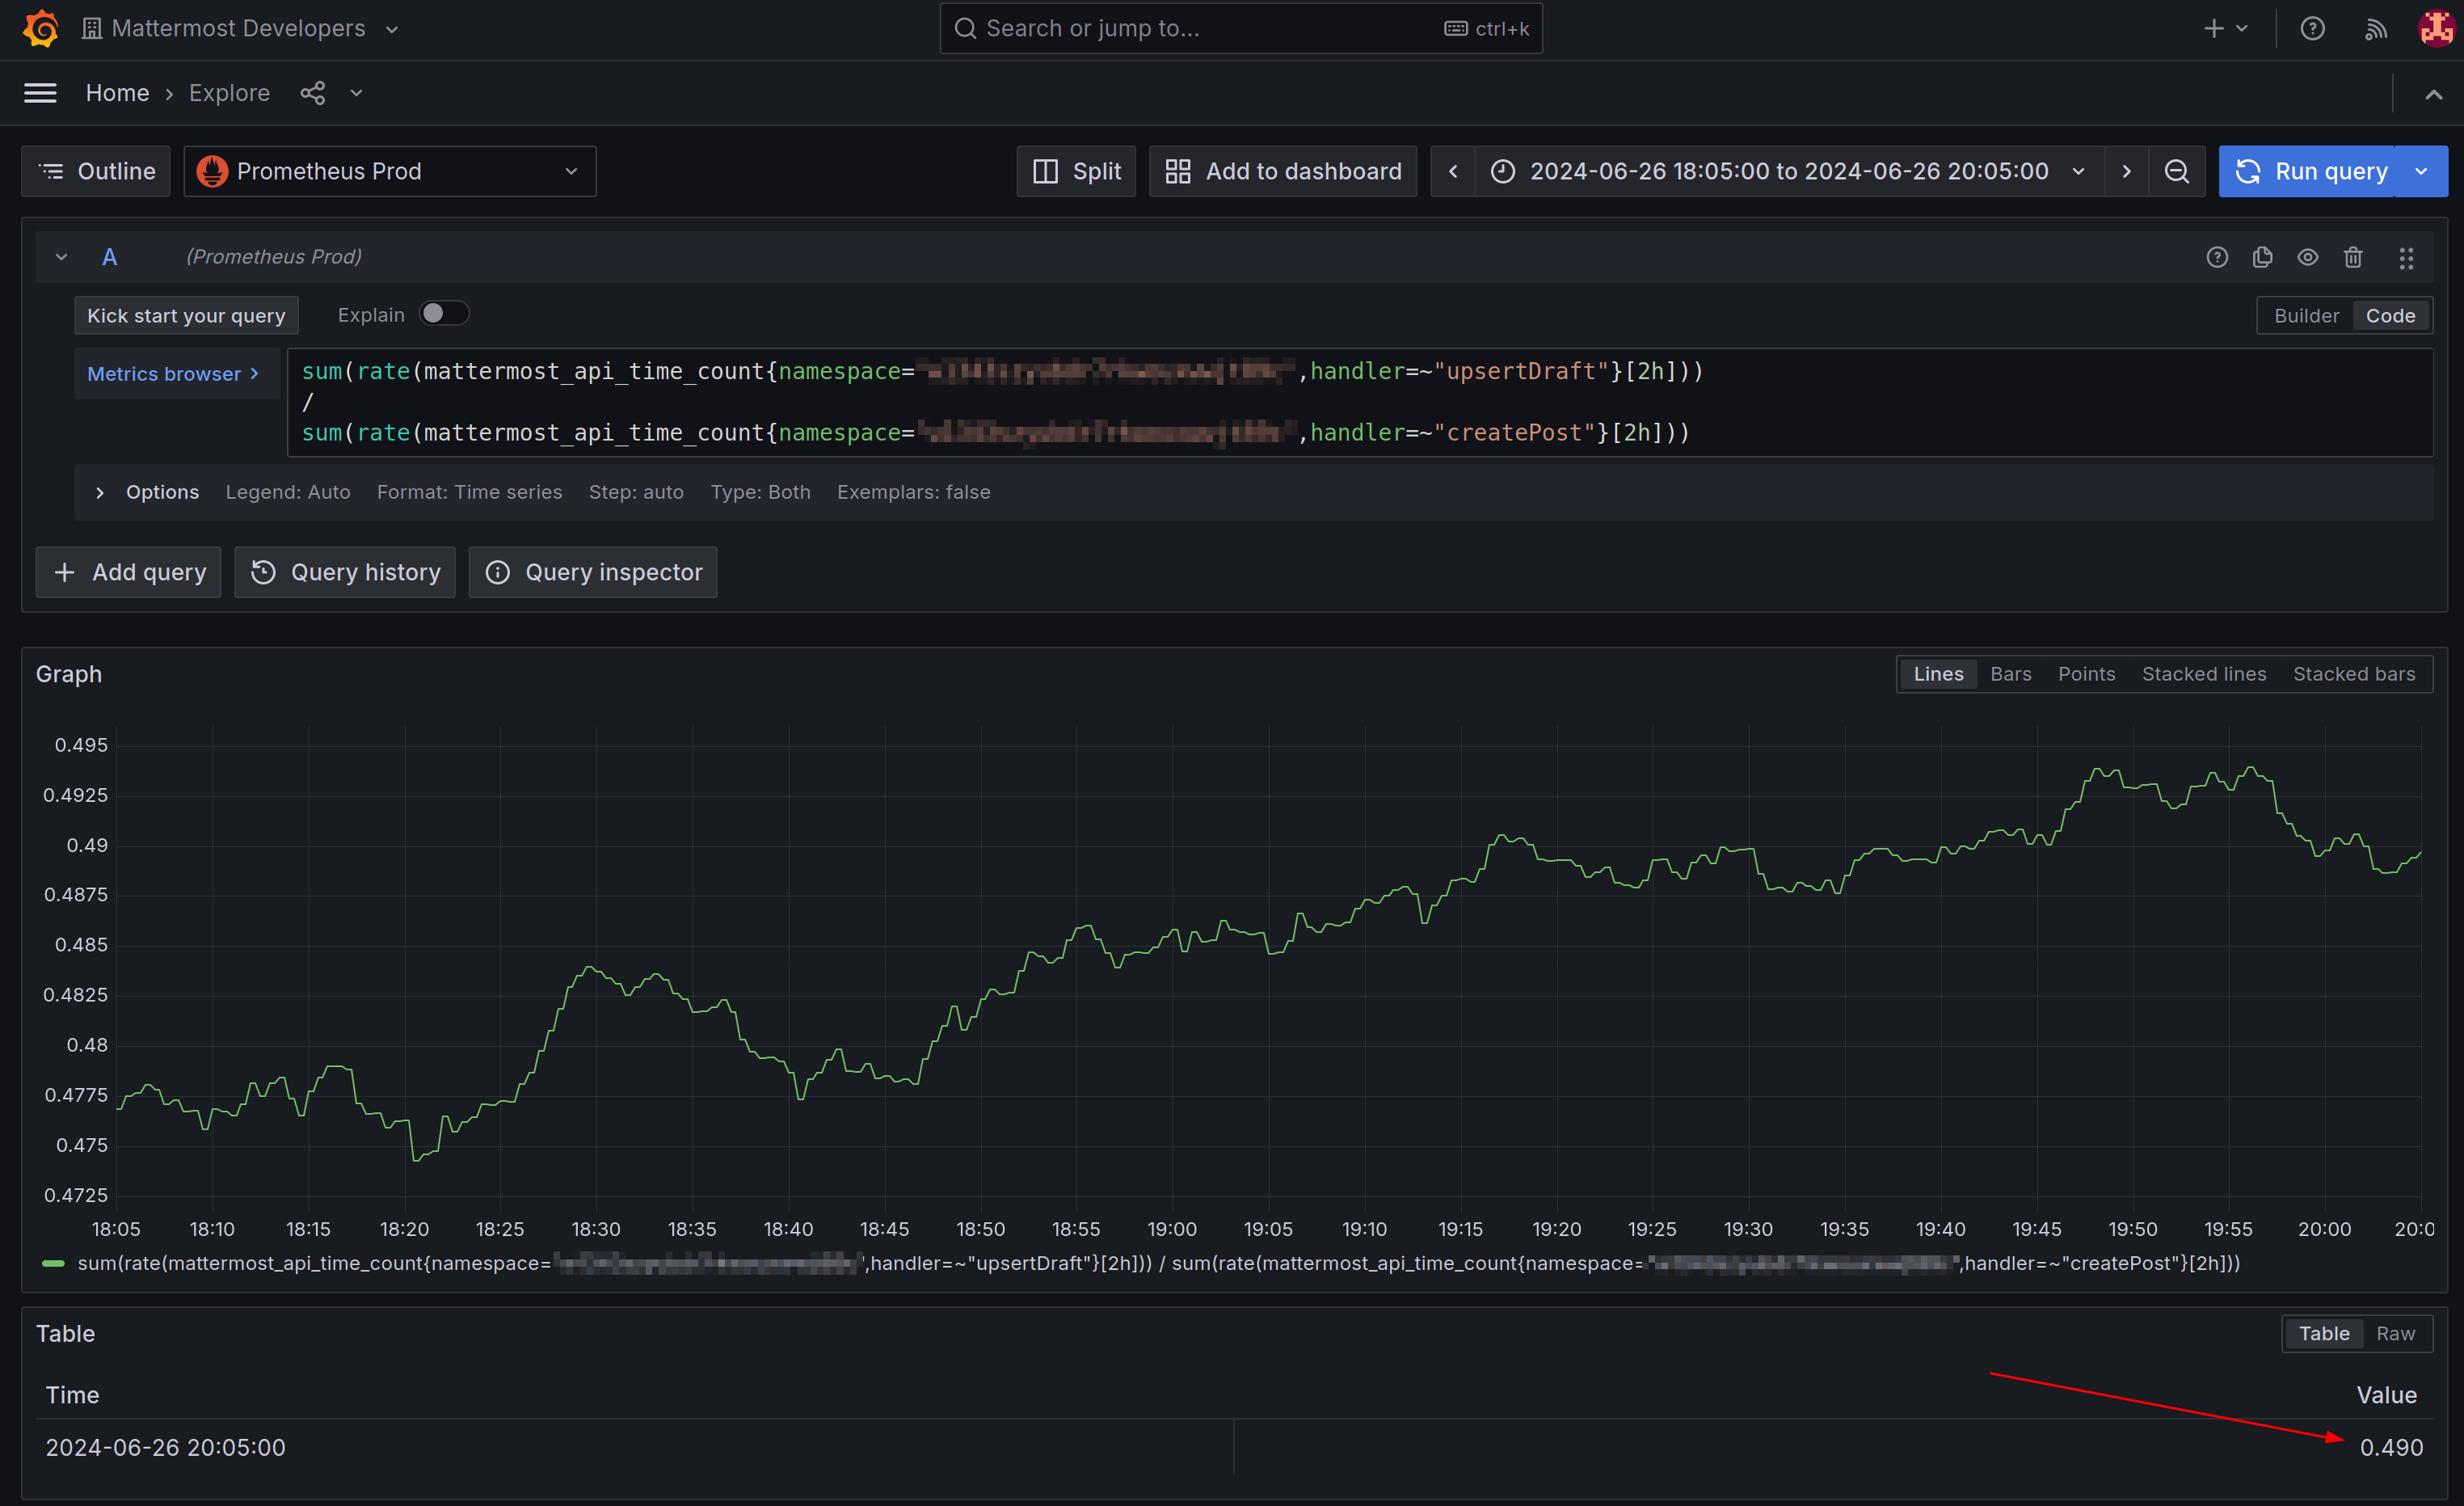 Mattermost Developers
Search or jump to...
ctrl+k
Home
Explore
Outline
Prometheus Prod
Split
Add to dashboard
2024-06-26 18:05:00 to 2024-06-26 20:05:00
Run query
A
(Prometheus Prod)
Kick start your query
Explain
Builder
Code
Metrics browser >
sum(rate(mattermost_api_time_count{namespace= ,handler=~"upsertDraft"}[2h]))
/
sum(rate(mattermost_api_time_count{namespace= ,handler=~"createPost"}[2h]))
Options Legend: Auto Format: Time series Step: auto Type: Both Exemplars: false
Add query
Query history
Query inspector
Graph
Lines Bars Points Stacked lines Stacked bars
0.495
0.4925
0.49
0.4875
0.485
0.4825
0.48
0.4775
0.475
0.4725
18:05 18:10 18:15 18:20 18:25 18:30 18:35 18:40 18:45 18:50 18:55 19:00 19:05 19:10 19:15 19:20 19:25 19:30 19:35 19:40 19:45 19:50 19:55 20:00 20:0
sum(rate(mattermost_api_time_count{namespace= ,handler=~"upsertDraft"}[2h])) / sum(rate(mattermost_api_time_count{namespace= ,handler=~"createPost"}[2h]))
Table
Table Raw
Time Value
2024-06-26 20:05:00 0.490